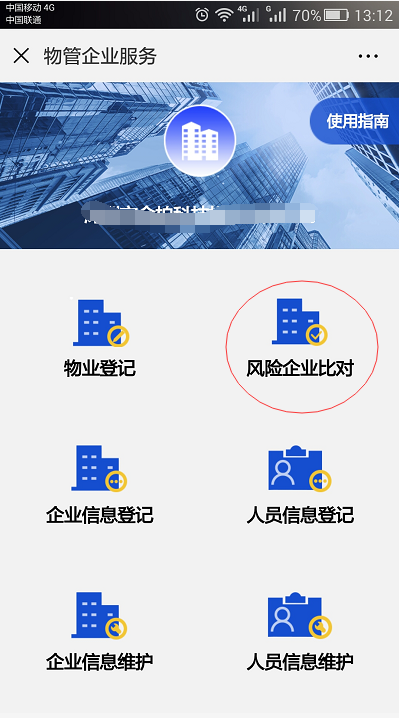 中国移动 4G
中国联通
4G
G
70%
13:12
物管企业服务
使用指南
物业登记
风险企业比对
企业信息登记
人员信息登记
企业信息维护
人员信息维护